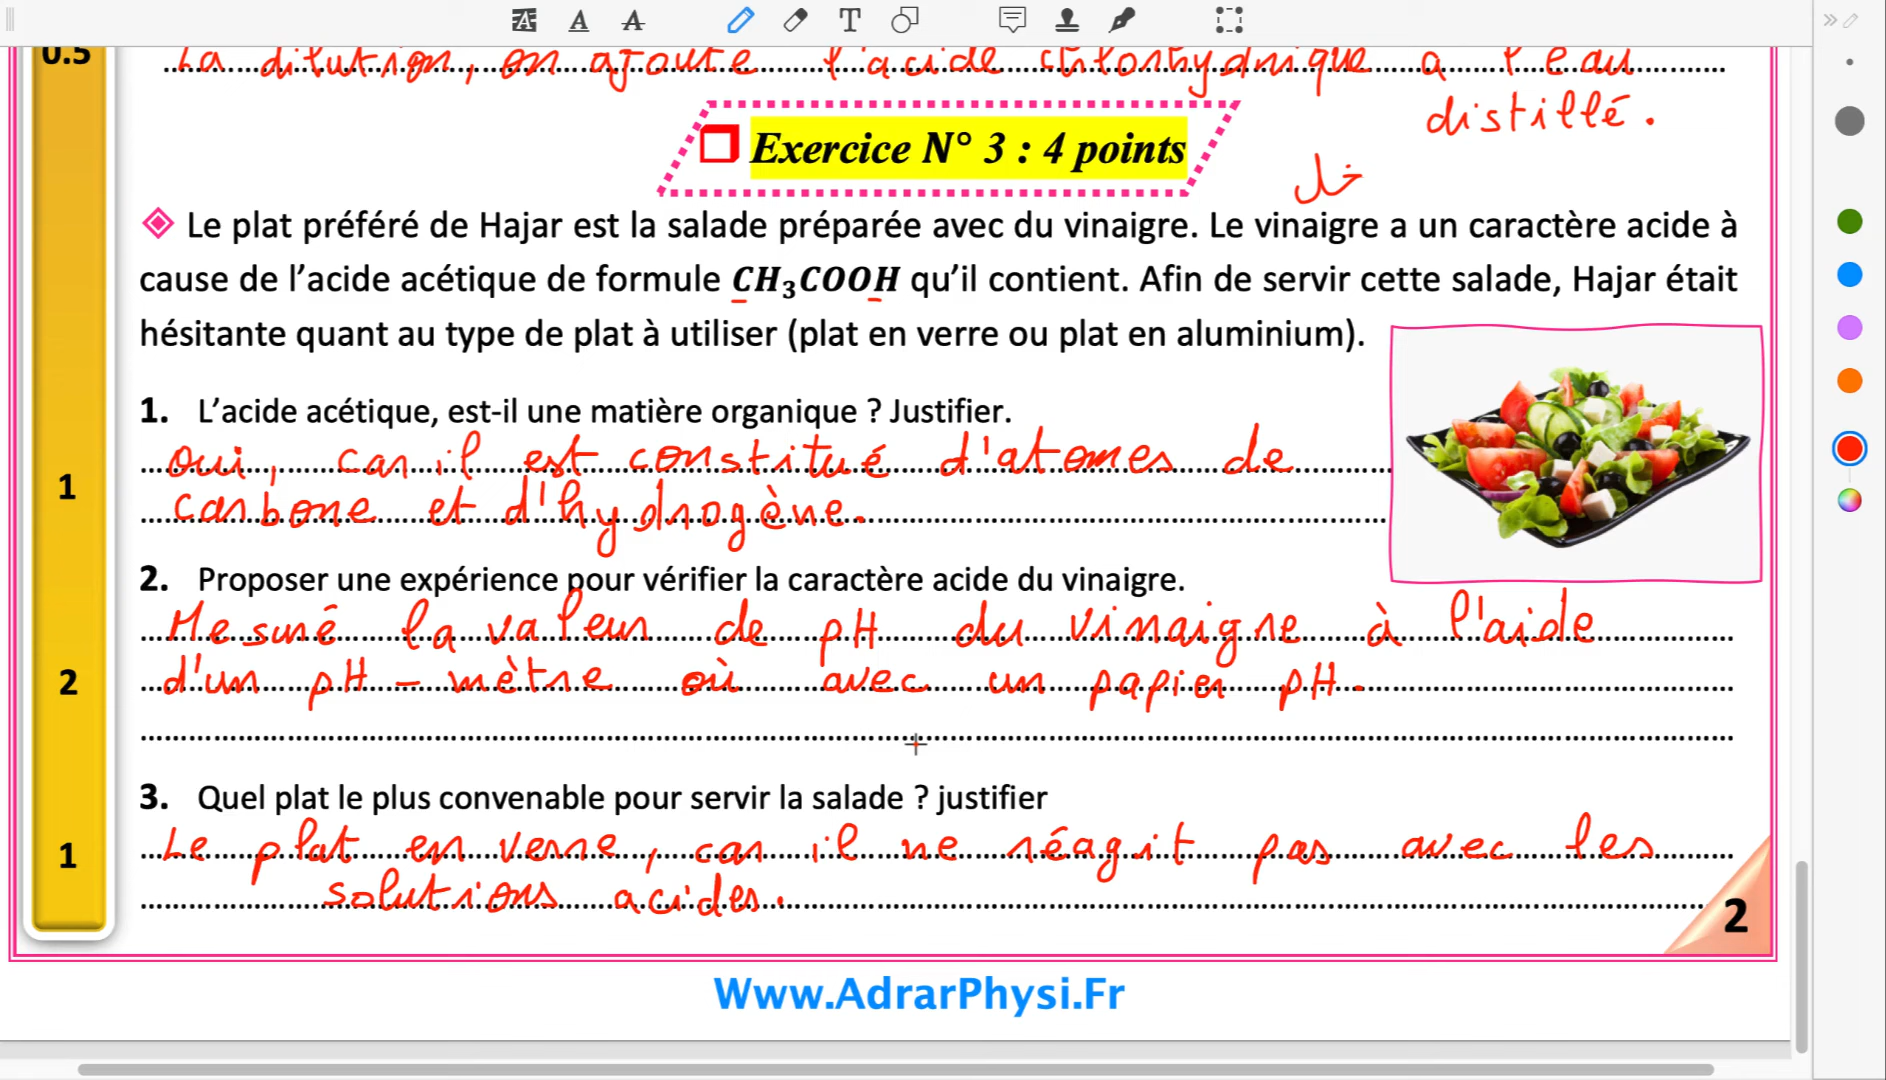 0.5
La dilution, on ajoute l'acide chlorhydrique à l'eau
distillé.
Exercice N° 3 : 4 points
خل
Le plat préféré de Hajar est la salade préparée avec du vinaigre. Le vinaigre a un caractère acide à
cause de l'acide acétique de formule CH₃COOH qu'il contient. Afin de servir cette salade, Hajar était
hésitante quant au type de plat à utiliser (plat en verre ou plat en aluminium).
1. L'acide acétique, est-il une matière organique ? Justifier.
oui, car il est constitué d'atomes de
1
carbone et d'hydrogène.
2. Proposer une expérience pour vérifier la caractère acide du vinaigre.
Mesuré la valeur de pH du vinaigre à l'aide
2
d'un pH-mètre où avec un papier pH.
3. Quel plat le plus convenable pour servir la salade ? justifier
1
Le plat en verre, car il ne réagit pas avec les
solutions acides.
2
Www.AdrarPhysi.Fr